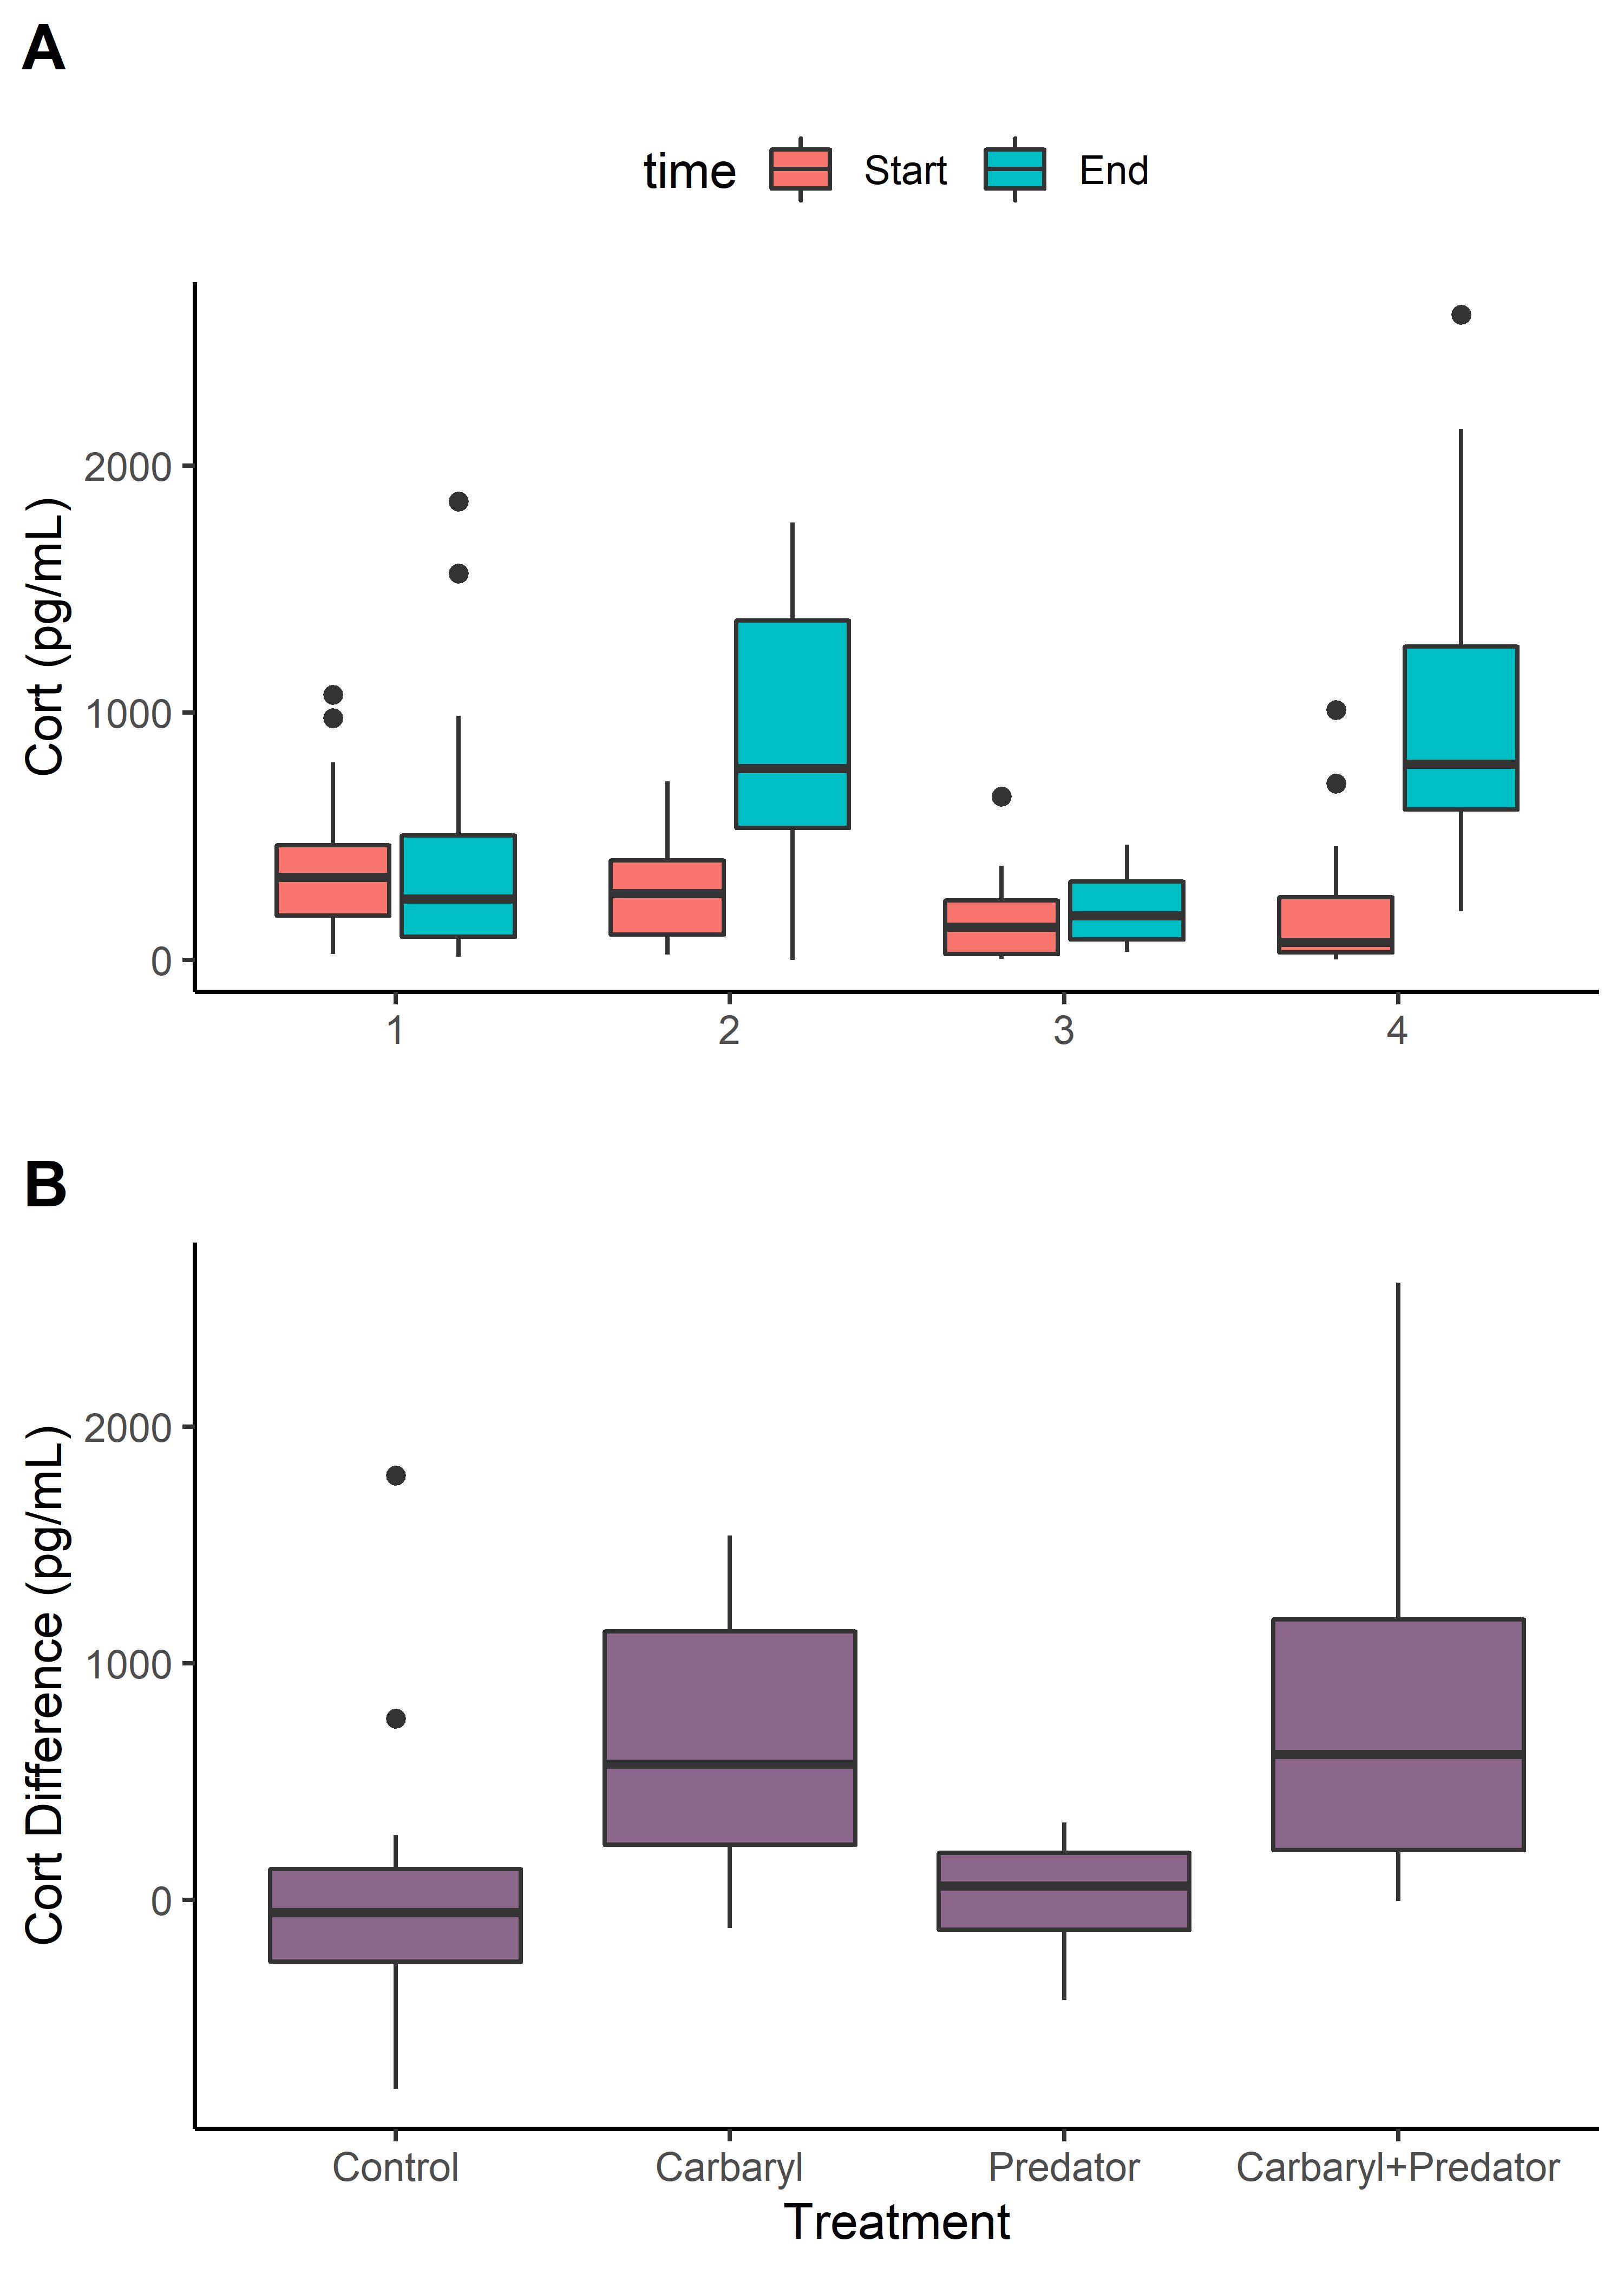 A
time Start End
Cort (pg/mL)
2000
1000
0
1 2 3 4
B
Cort Difference (pg/mL)
2000
1000
0
Control Carbaryl Predator Carbaryl+Predator
Treatment